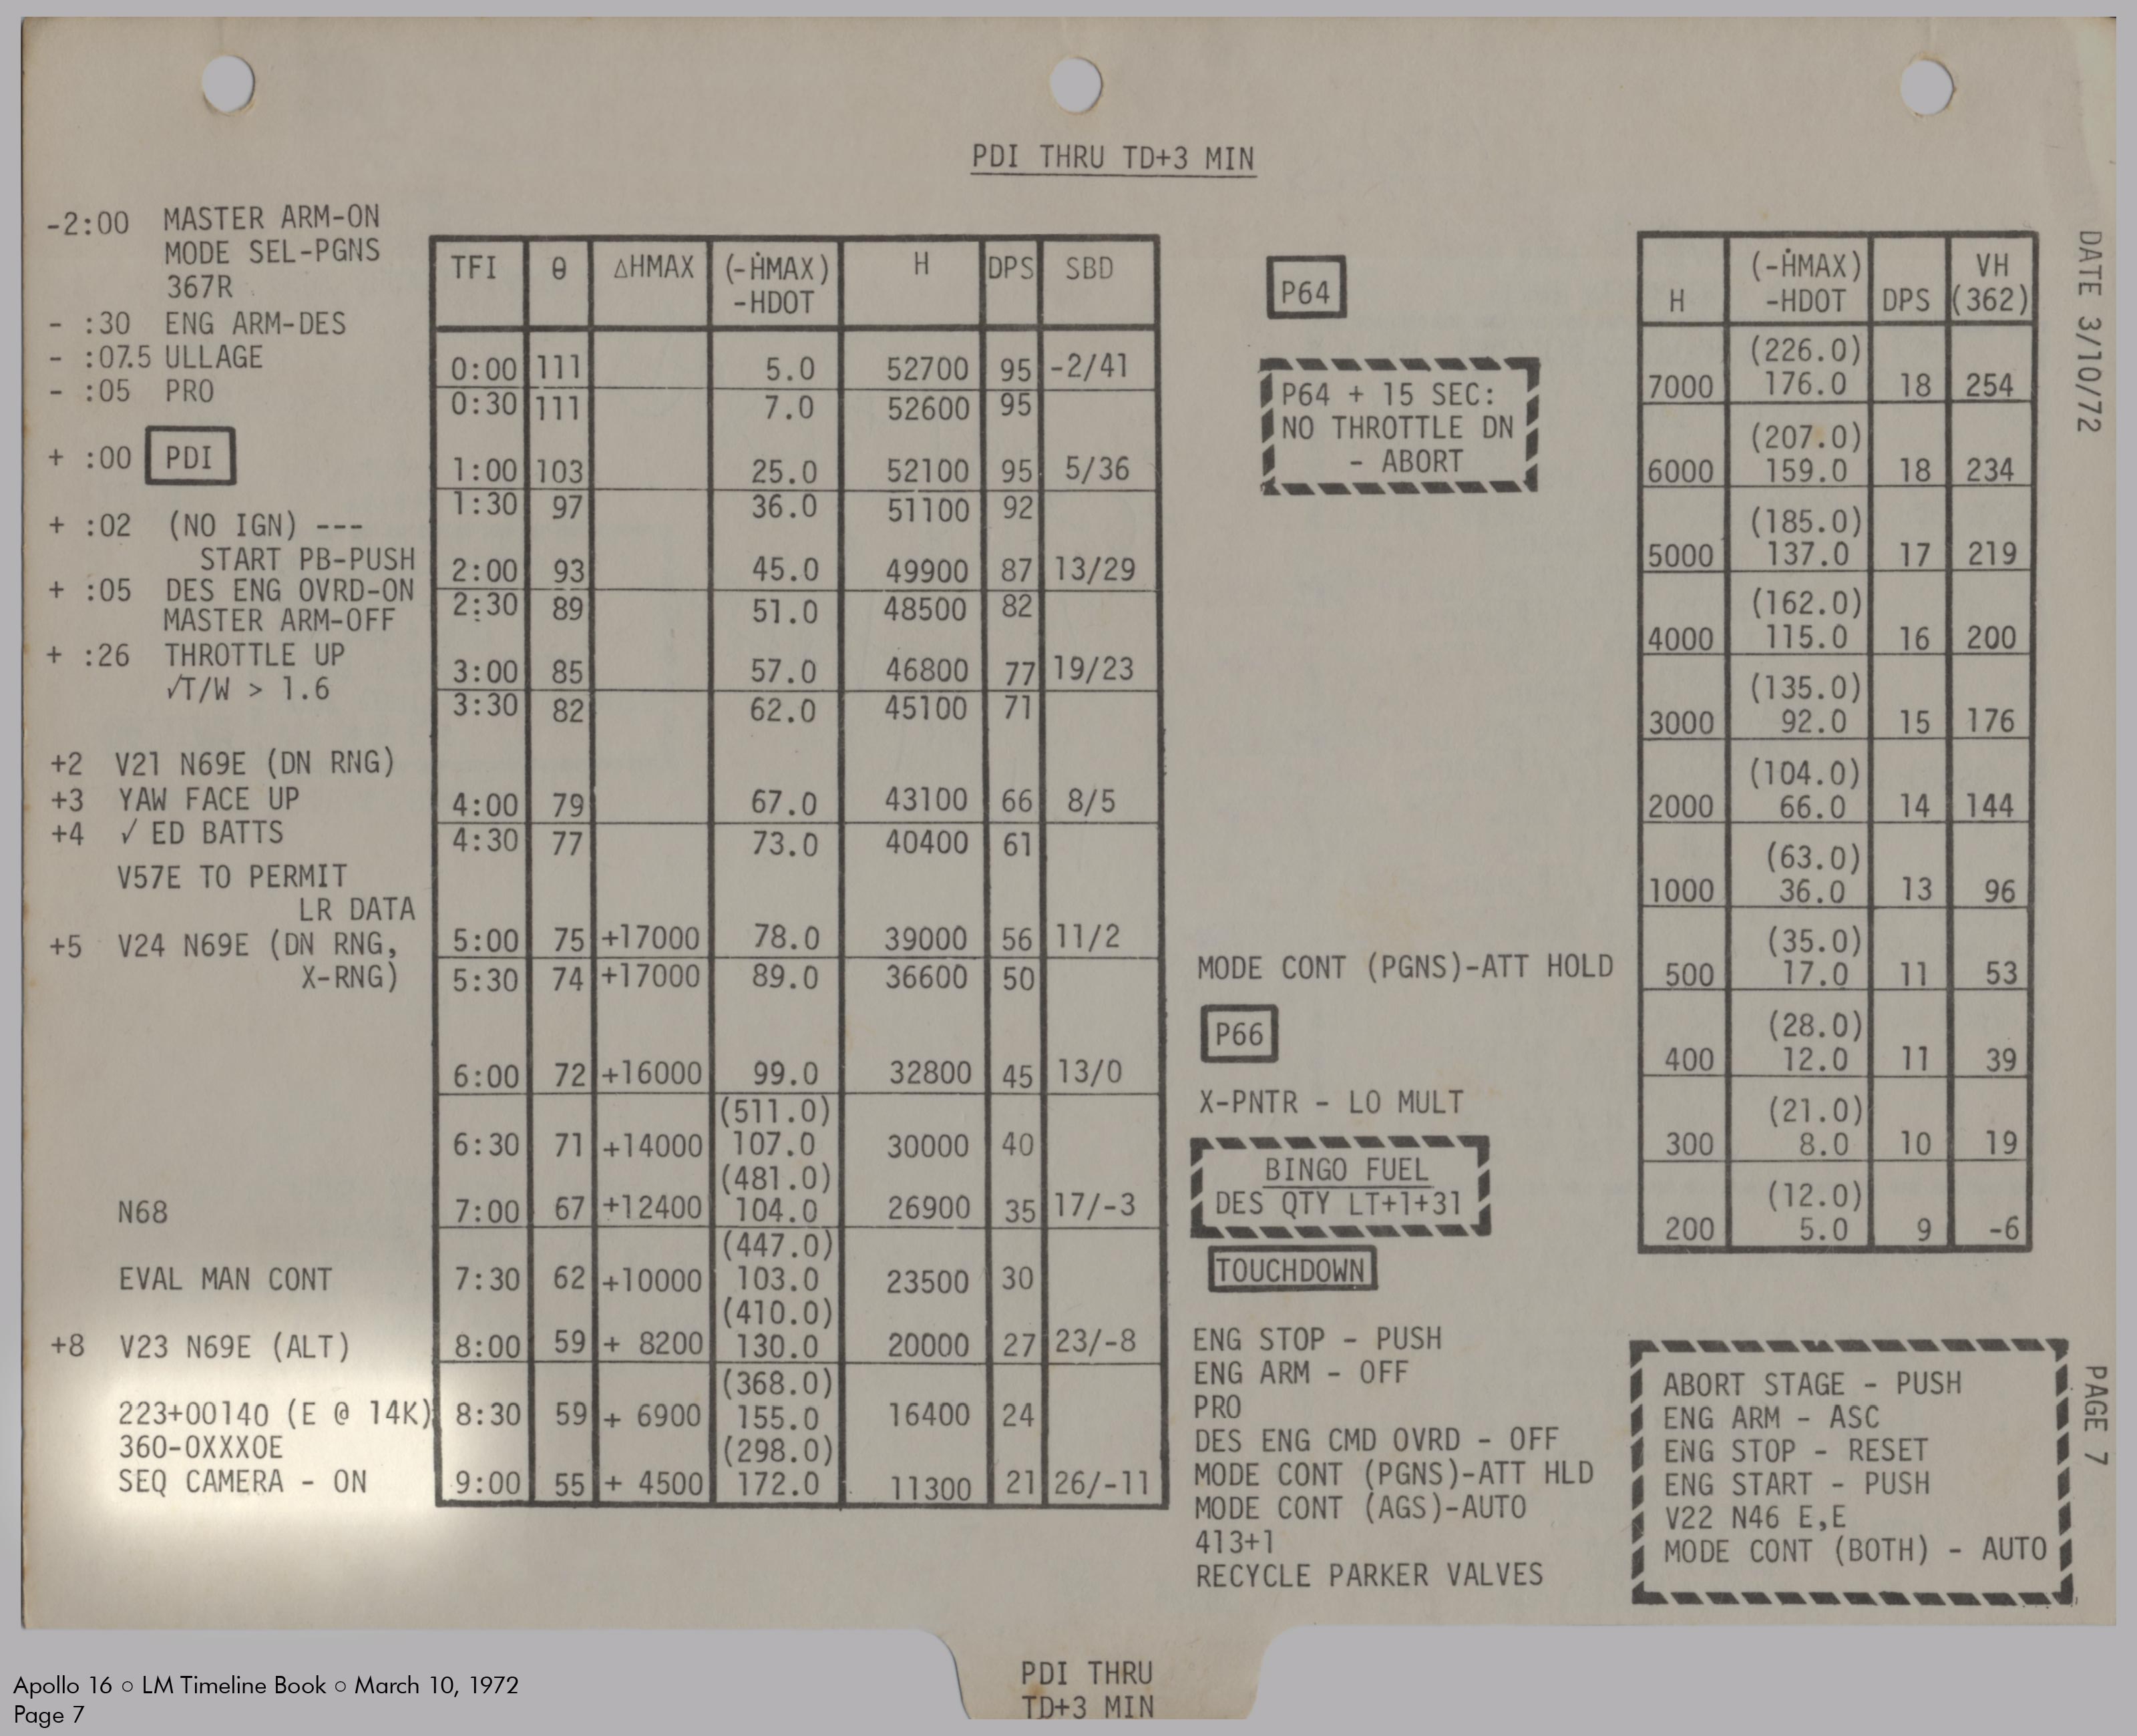 PDI THRU TD+3 MIN
-2:00 MASTER ARM-ON
MODE SEL-PGNS
367R
- :30 ENG ARM-DES
- :07.5 ULLAGE
- :05 PRO
+ :00 PDI
+ :02 (NO IGN) ---
START PB-PUSH
+ :05 DES ENG OVRD-ON
MASTER ARM-OFF
+ :26 THROTTLE UP
√T/W > 1.6
+2 V21 N69E (DN RNG)
+3 YAW FACE UP
+4 √ ED BATTS
V57E TO PERMIT
LR DATA
+5 V24 N69E (DN RNG,
X-RNG)
N68
EVAL MAN CONT
+8 V23 N69E (ALT)
223+00140 (E @ 14K)
360-0XXX0E
SEQ CAMERA - ON
TFI θ ΔHMAX (-ḢMAX) H DPS SBD
-HDOT
0:00 111 5.0 52700 95 -2/41
0:30 111 7.0 52600 95
1:00 103 25.0 52100 95 5/36
1:30 97 36.0 51100 92
2:00 93 45.0 49900 87 13/29
2:30 89 51.0 48500 82
3:00 85 57.0 46800 77 19/23
3:30 82 62.0 45100 71
4:00 79 67.0 43100 66 8/5
4:30 77 73.0 40400 61
5:00 75 +17000 78.0 39000 56 11/2
5:30 74 +17000 89.0 36600 50
6:00 72 +16000 99.0 32800 45 13/0
(511.0)
6:30 71 +14000 107.0 30000 40
(481.0)
7:00 67 +12400 104.0 26900 35 17/-3
(447.0)
7:30 62 +10000 103.0 23500 30
(410.0)
8:00 59 + 8200 130.0 20000 27 23/-8
(368.0)
8:30 59 + 6900 155.0 16400 24
(298.0)
9:00 55 + 4500 172.0 11300 21 26/-11
P64
P64 + 15 SEC:
NO THROTTLE DN
- ABORT
MODE CONT (PGNS)-ATT HOLD
P66
X-PNTR - LO MULT
BINGO FUEL
DES QTY LT+1+31
TOUCHDOWN
ENG STOP - PUSH
ENG ARM - OFF
PRO
DES ENG CMD OVRD - OFF
MODE CONT (PGNS)-ATT HLD
MODE CONT (AGS)-AUTO
413+1
RECYCLE PARKER VALVES
(-ḢMAX) VH
H -HDOT DPS (362)
(226.0)
7000 176.0 18 254
(207.0)
6000 159.0 18 234
(185.0)
5000 137.0 17 219
(162.0)
4000 115.0 16 200
(135.0)
3000 92.0 15 176
(104.0)
2000 66.0 14 144
(63.0)
1000 36.0 13 96
(35.0)
500 17.0 11 53
(28.0)
400 12.0 11 39
(21.0)
300 8.0 10 19
(12.0)
200 5.0 9 -6
ABORT STAGE - PUSH
ENG ARM - ASC
ENG STOP - RESET
ENG START - PUSH
V22 N46 E,E
MODE CONT (BOTH) - AUTO
DATE 3/10/72
PAGE 7
PDI THRU
TD+3 MIN
Apollo 16 ○ LM Timeline Book ○ March 10, 1972
Page 7